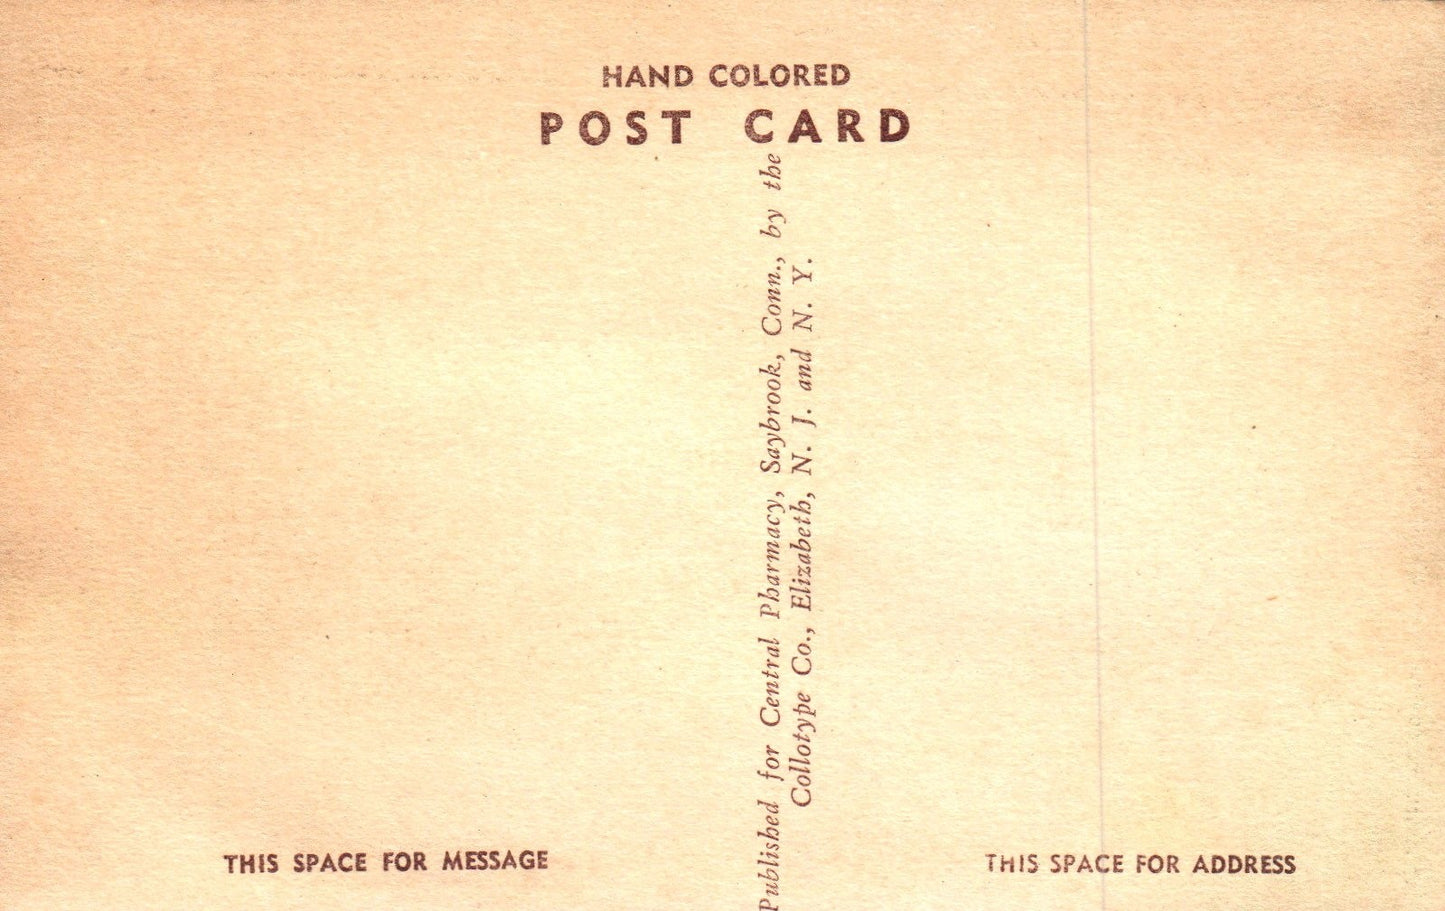 HAND COLORED
POST CARD
Published for Central Pharmacy, Saybrook, Conn., by the
Collotype Co., Elizabeth, N. J. and N. Y.
THIS SPACE FOR MESSAGE
THIS SPACE FOR ADDRESS